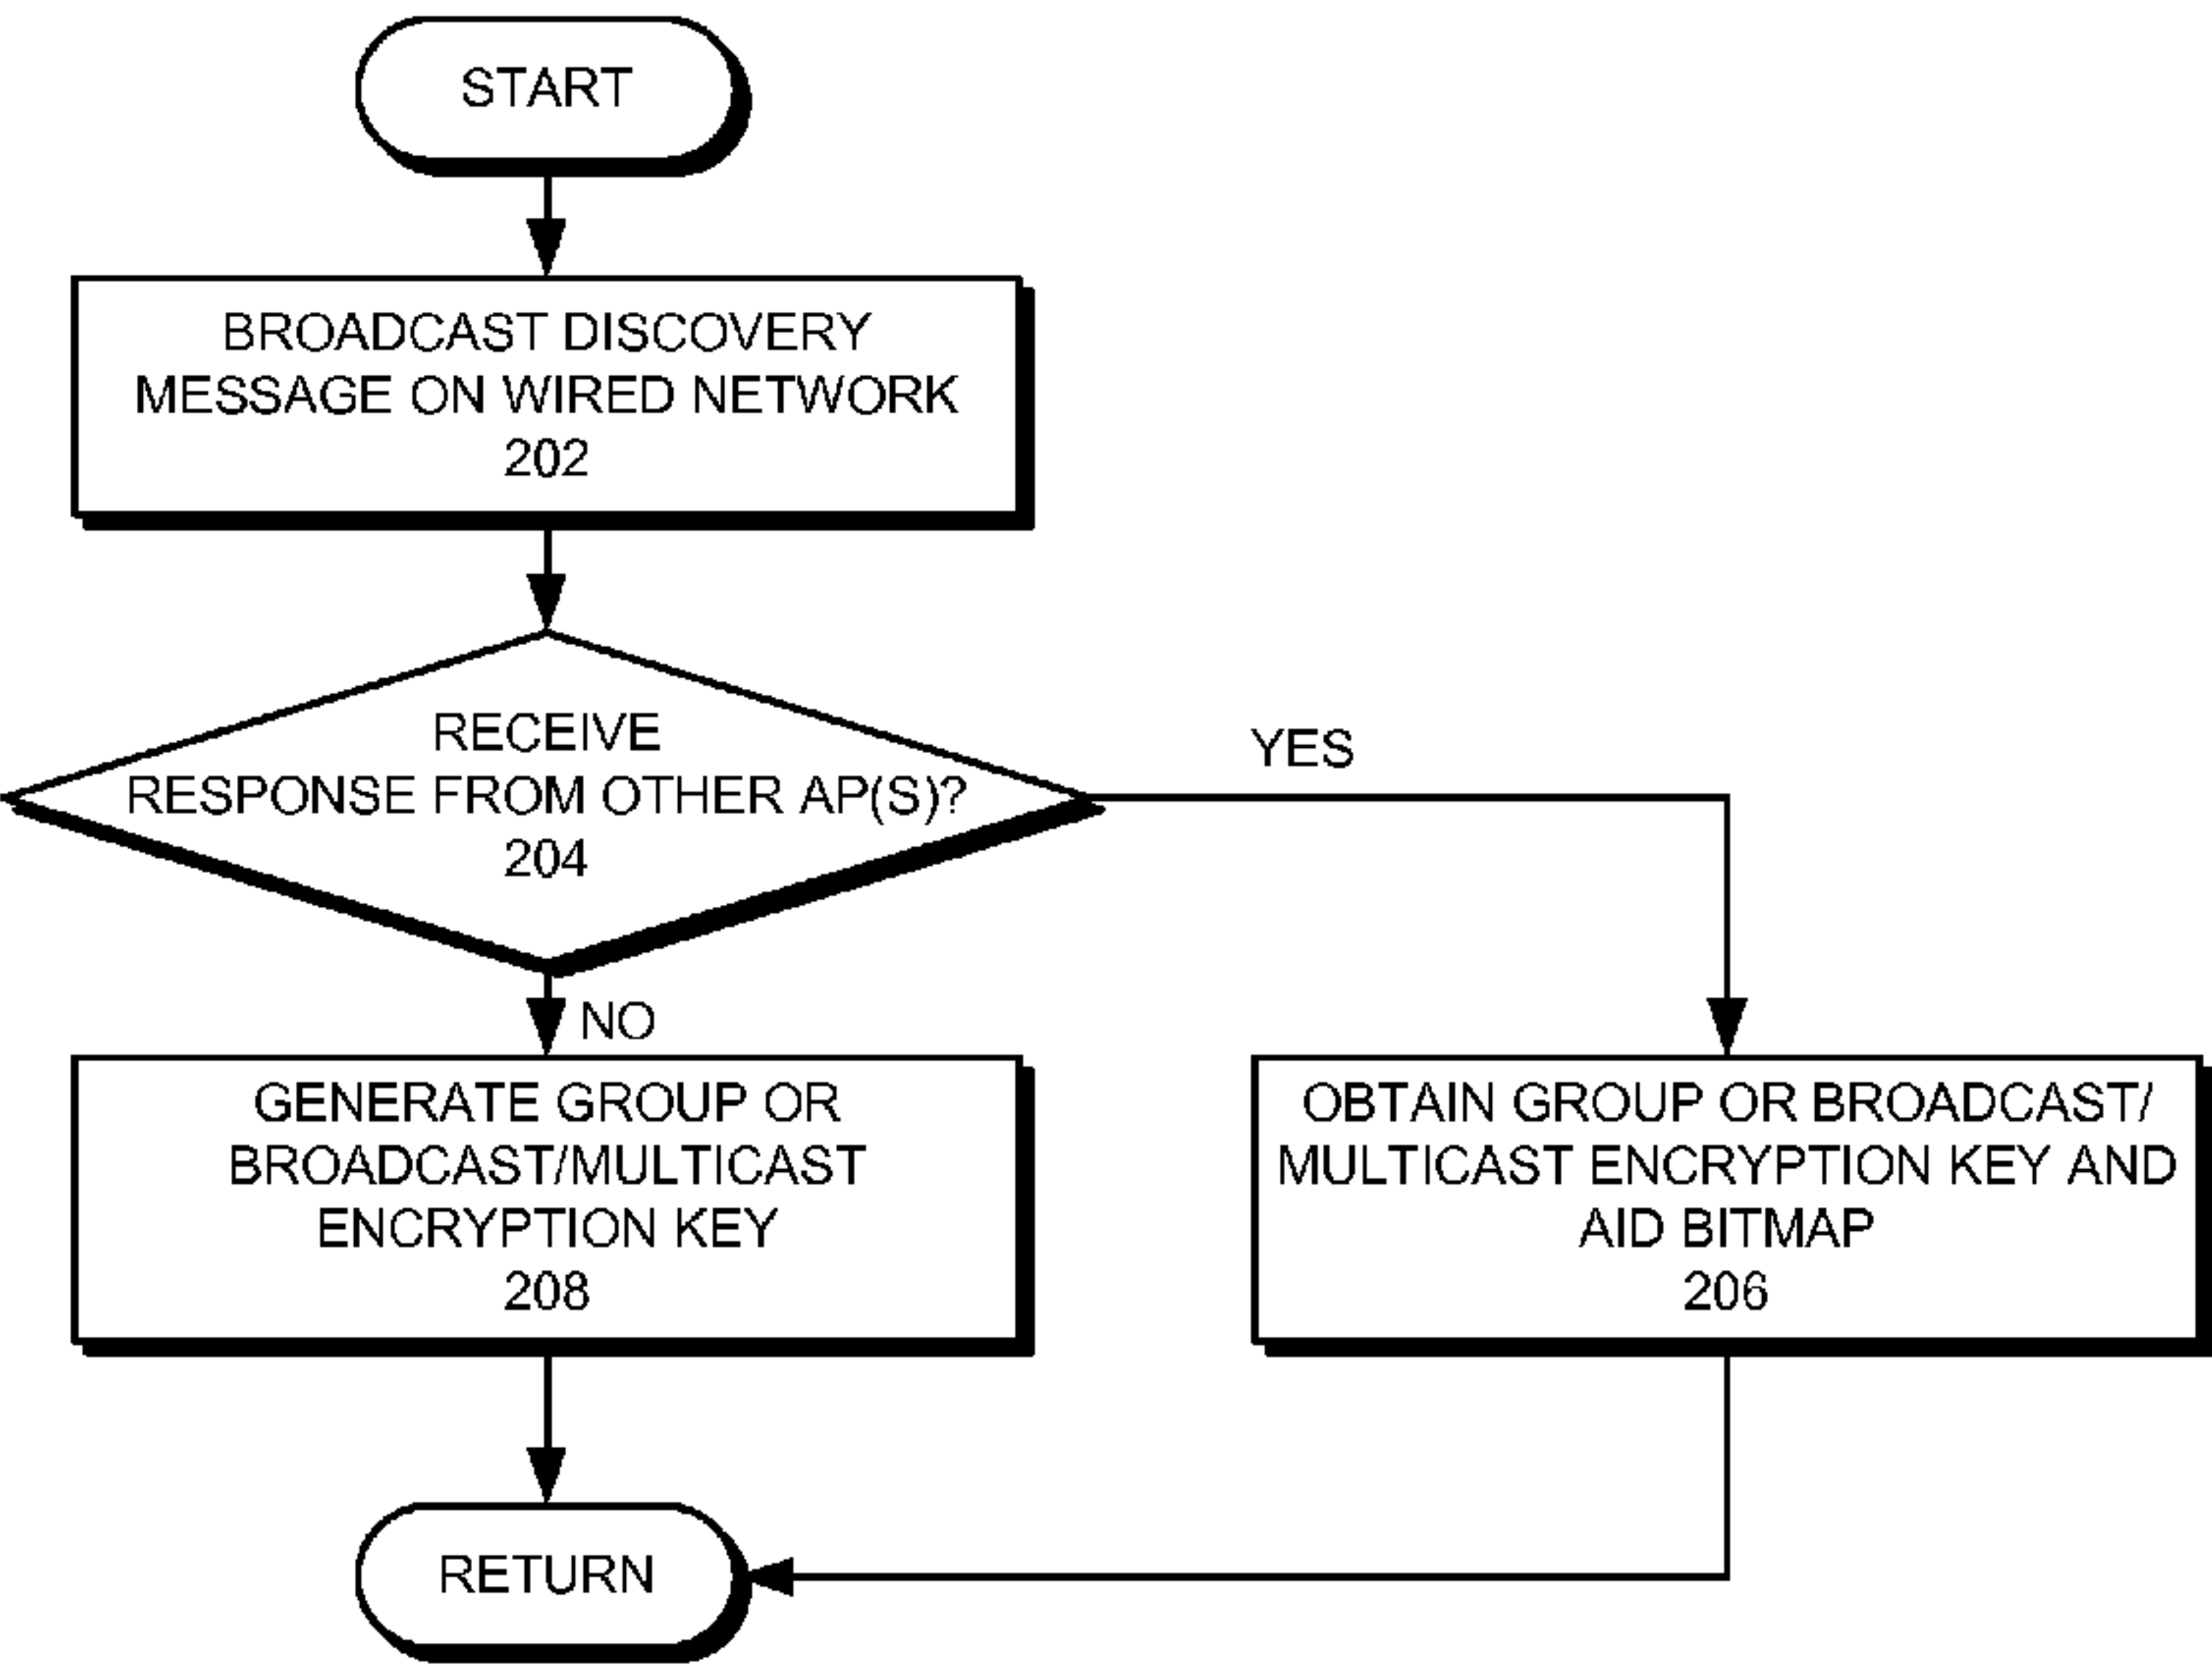 START
BROADCAST DISCOVERY
MESSAGE ON WIRED NETWORK
202
RECEIVE
RESPONSE FROM OTHER AP(S)?
204
YES
NO
GENERATE GROUP OR
BROADCAST/MULTICAST
ENCRYPTION KEY
208
OBTAIN GROUP OR BROADCAST/
MULTICAST ENCRYPTION KEY AND
AID BITMAP
206
RETURN